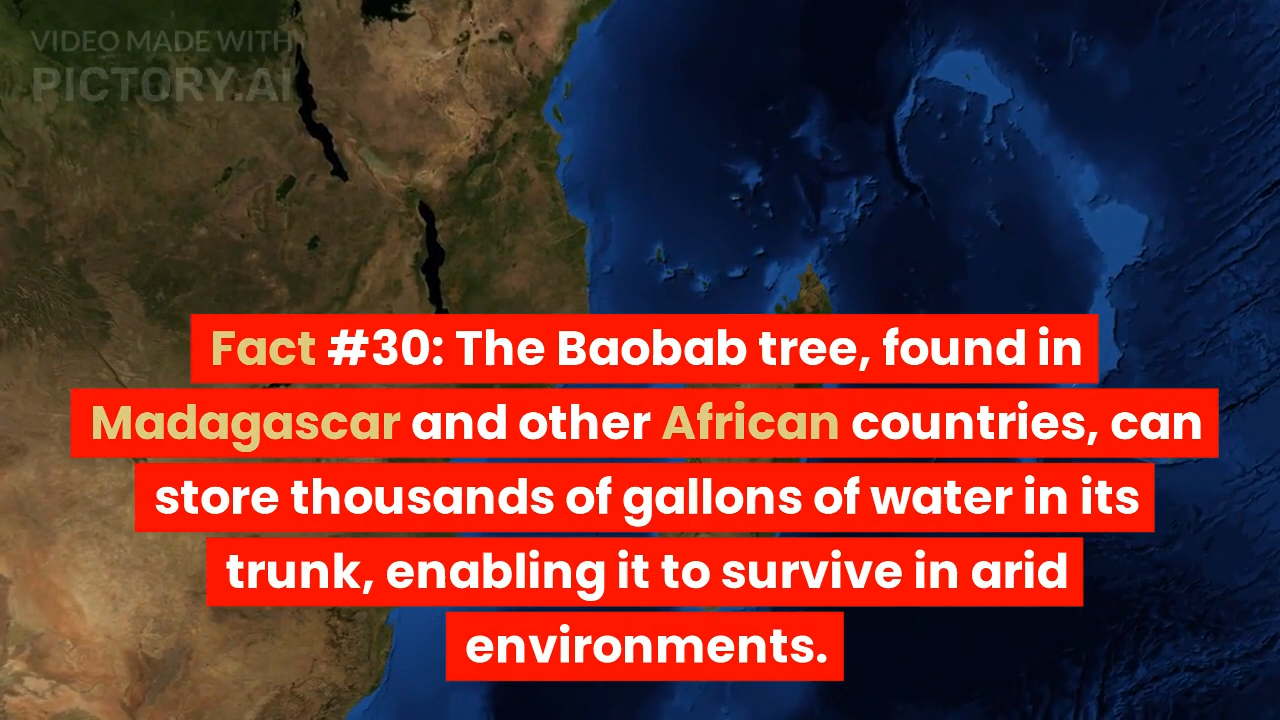 VIDEO MADE WITH
PICTORY.AI
Fact #30: The Baobab tree, found in
Madagascar and other African countries, can
store thousands of gallons of water in its
trunk, enabling it to survive in arid
environments.